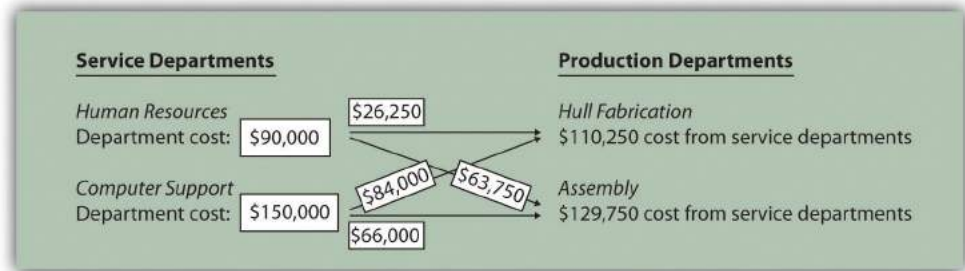 Service Departments
Production Departments
Human Resources
Department cost: $90,000
$26,250
Hull Fabrication
$110,250 cost from service departments
Computer Support
Department cost: $150,000
$84,000
$63,750
$66,000
Assembly
$129,750 cost from service departments